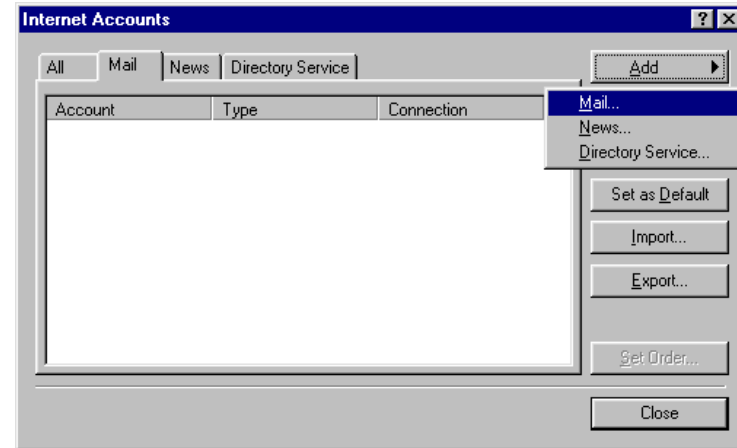 Internet Accounts
All Mail News Directory Service
Add
Account Type Connection
Mail...
News...
Directory Service...
Set as Default
Import...
Export...
Set Order...
Close